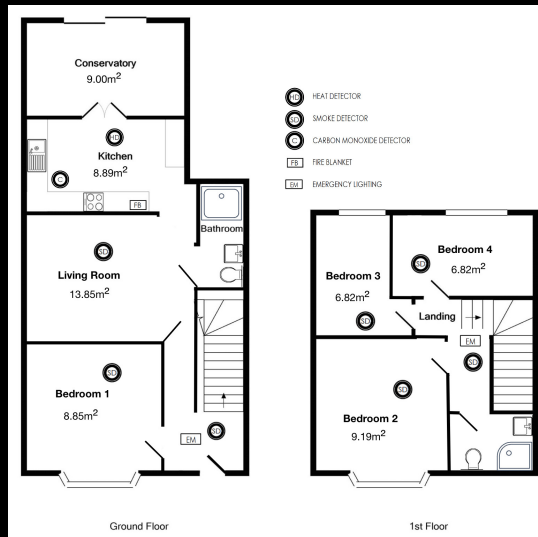 Conservatory
9.00m²
HD
Kitchen
8.89m²
C
FB
Bathroom
SD
Living Room
13.85m²
SD
Bedroom 1
8.85m²
SD
EM
Ground Floor
HD HEAT DETECTOR
SD SMOKE DETECTOR
C CARBON MONOXIDE DETECTOR
FB FIRE BLANKET
EM EMERGENCY LIGHTING
Bedroom 4
SD
6.82m²
Bedroom 3
6.82m²
SD
Landing
EM
SD
SD
Bedroom 2
9.19m²
1st Floor